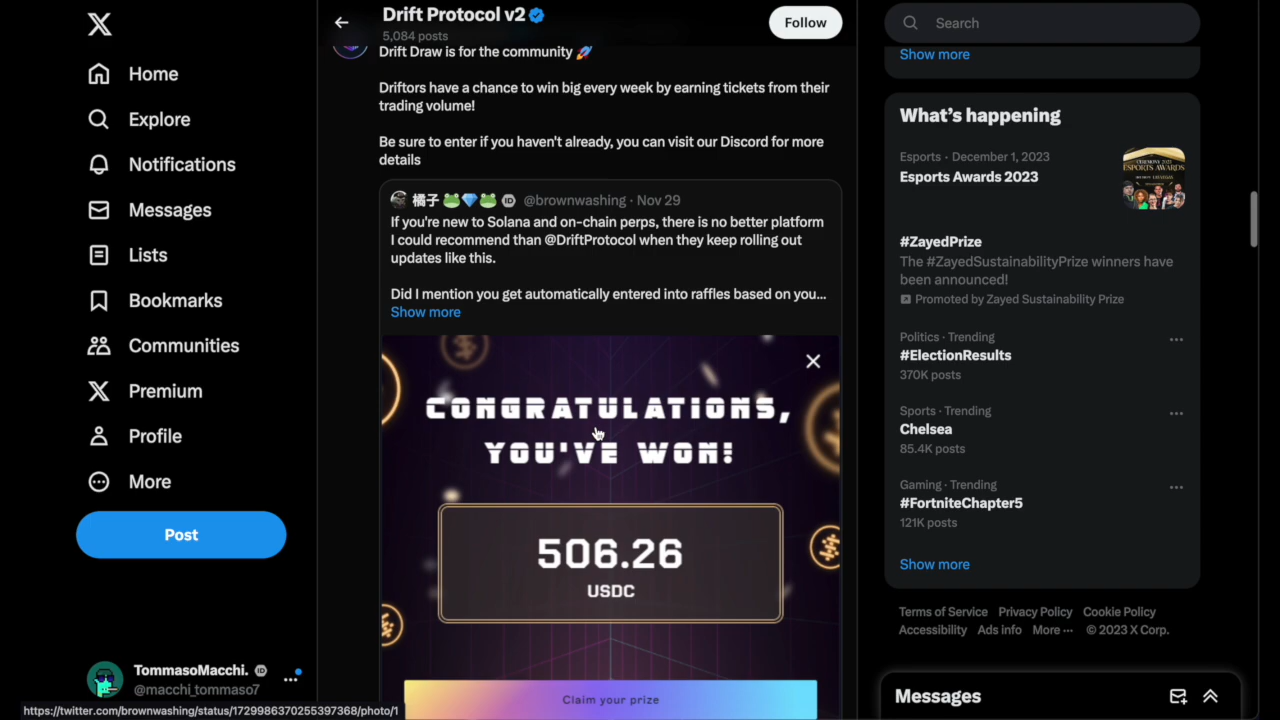 Home
Explore
Notifications
Messages
Lists
Bookmarks
Communities
Premium
Profile
More
Post
TommasoMacchi.
@macchi_tommaso7
https://twitter.com/brownwashing/status/1729986370255397368/photo/1
Drift Protocol v2
5,084 posts
Follow
Drift Draw is for the community 🚀
Driftors have a chance to win big every week by earning tickets from their
trading volume!
Be sure to enter if you haven't already, you can visit our Discord for more
details
橘子 🐸💎🐸 @brownwashing · Nov 29
If you're new to Solana and on-chain perps, there is no better platform
I could recommend than @DriftProtocol when they keep rolling out
updates like this.
Did I mention you get automatically entered into raffles based on you...
Show more
CONGRATULATIONS,
YOU'VE WON!
506.26
USDC
Claim your prize
Search
Show more
What's happening
Esports · December 1, 2023
Esports Awards 2023
#ZayedPrize
The #ZayedSustainabilityPrize winners have
been announced!
Promoted by Zayed Sustainability Prize
Politics · Trending
#ElectionResults
370K posts
Sports · Trending
Chelsea
85.4K posts
Gaming · Trending
#FortniteChapter5
121K posts
Show more
Terms of Service Privacy Policy Cookie Policy
Accessibility Ads info More ··· © 2023 X Corp.
Messages